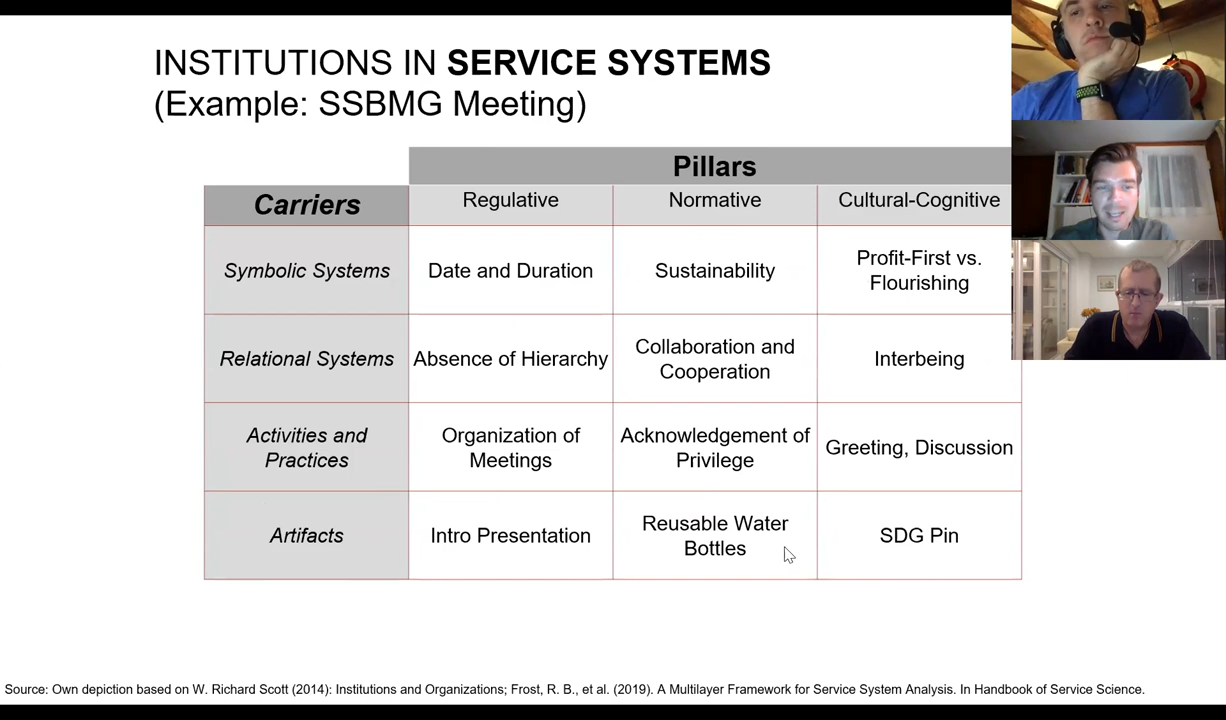 INSTITUTIONS IN SERVICE SYSTEMS
(Example: SSBMG Meeting)
Pillars
Carriers
Regulative
Normative
Cultural-Cognitive
Symbolic Systems
Date and Duration
Sustainability
Profit-First vs.
Flourishing
Relational Systems
Absence of Hierarchy
Collaboration and
Cooperation
Interbeing
Activities and
Practices
Organization of
Meetings
Acknowledgement of
Privilege
Greeting, Discussion
Artifacts
Intro Presentation
Reusable Water
Bottles
SDG Pin
Source: Own depiction based on W. Richard Scott (2014): Institutions and Organizations; Frost, R. B., et al. (2019). A Multilayer Framework for Service System Analysis. In Handbook of Service Science.